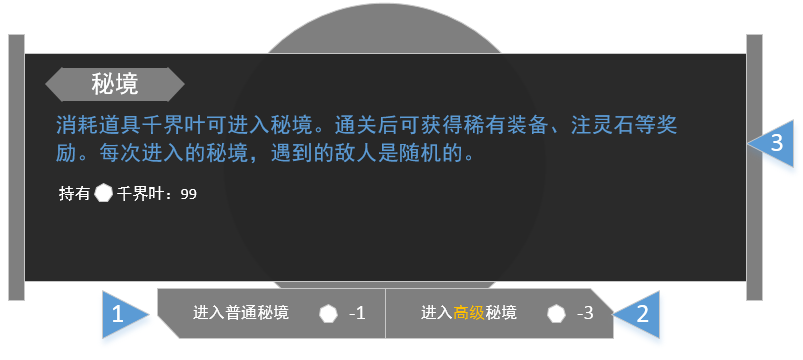 秘境
消耗道具千界叶可进入秘境。通关后可获得稀有装备、注灵石等奖
励。每次进入的秘境，遇到的敌人是随机的。
3
持有 千界叶：99
1
进入普通秘境 -1
进入高级秘境 -3
2